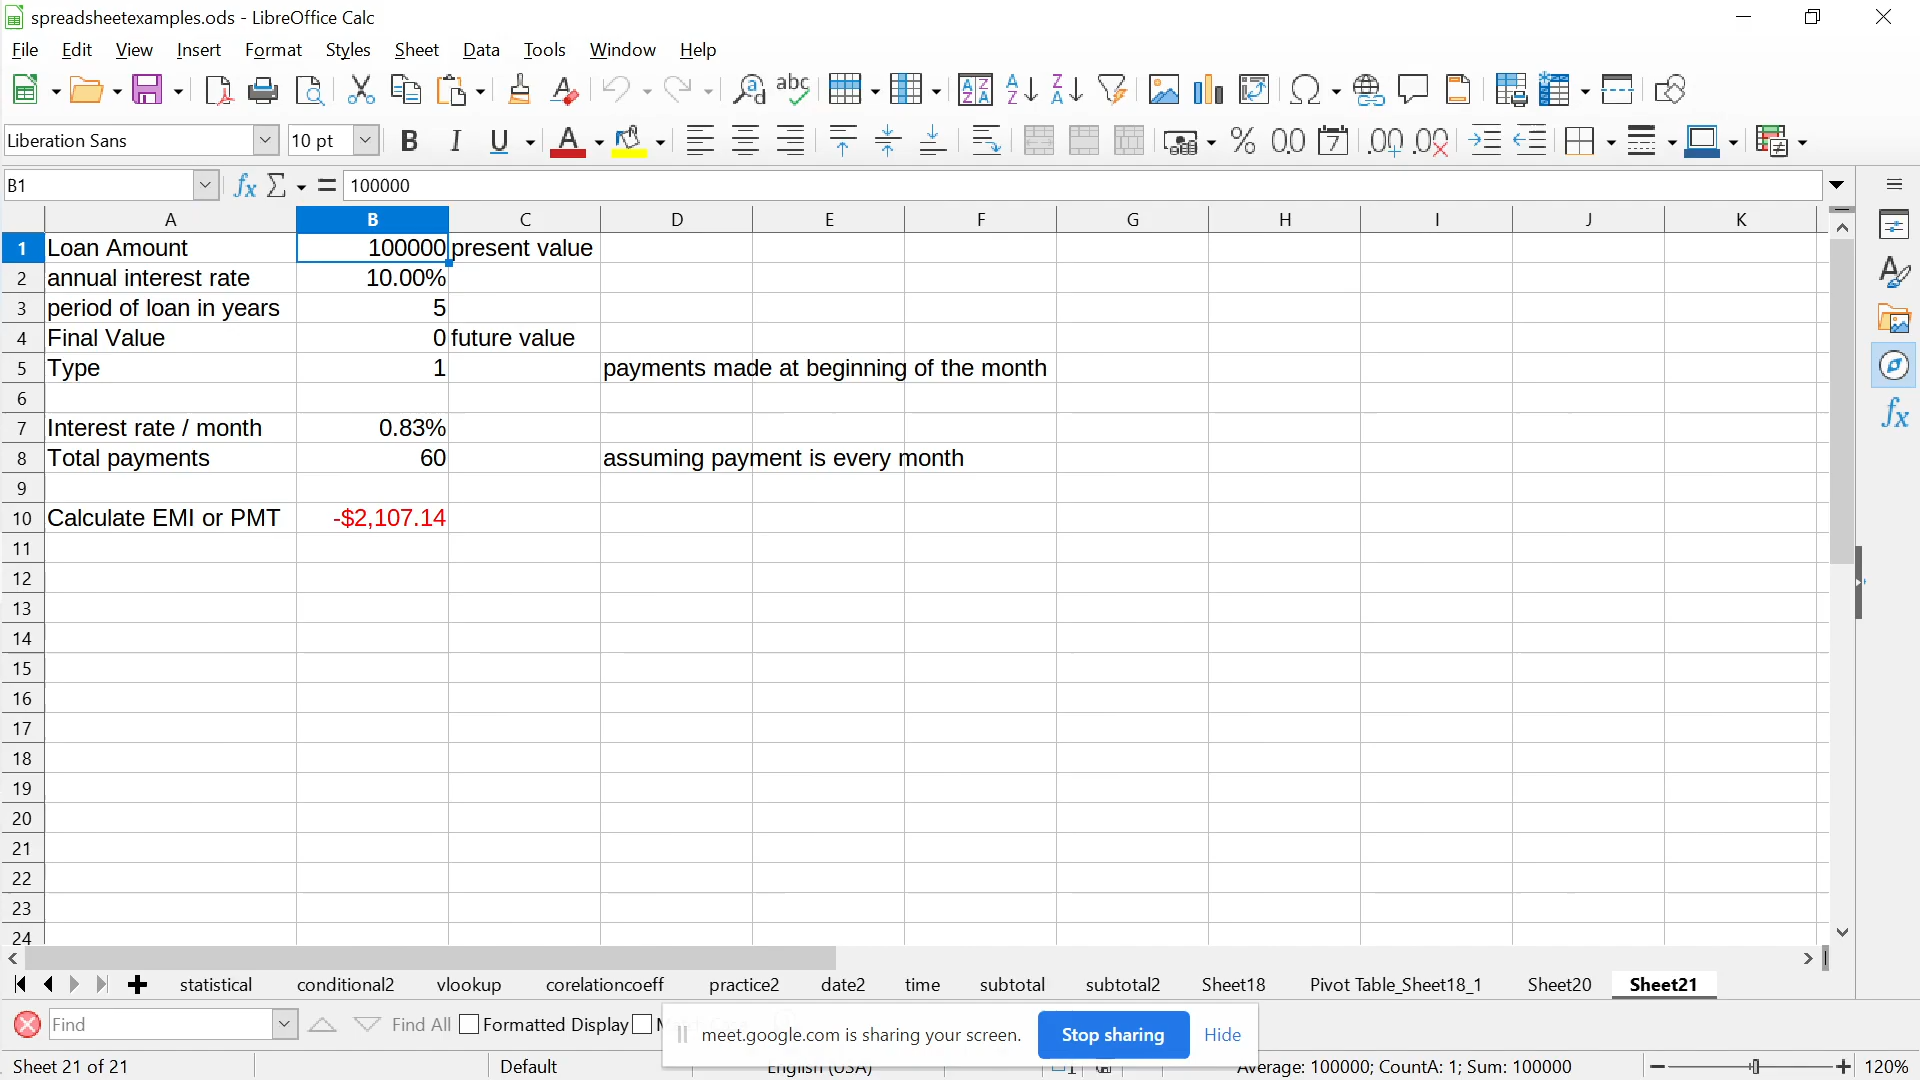 spreadsheetexamples.ods - LibreOffice Calc
File Edit View Insert Format Styles Sheet Data Tools Window Help
Liberation Sans 10 pt
B1 100000
A B C D E F G H I J K
1 Loan Amount 100000 present value
2 annual interest rate 10.00%
3 period of loan in years 5
4 Final Value 0 future value
5 Type 1 payments made at beginning of the month
6
7 Interest rate / month 0.83%
8 Total payments 60 assuming payment is every month
9
10 Calculate EMI or PMT -$2,107.14
11
12
13
14
15
16
17
18
19
20
21
22
23
24
statistical conditional2 vlookup corelationcoeff practice2 date2 time subtotal subtotal2 Sheet18 Pivot Table_Sheet18_1 Sheet20 Sheet21
Find Find All Formatted Display
meet.google.com is sharing your screen. Stop sharing Hide
Sheet 21 of 21 Default English (USA) Average: 100000; CountA: 1; Sum: 100000 120%